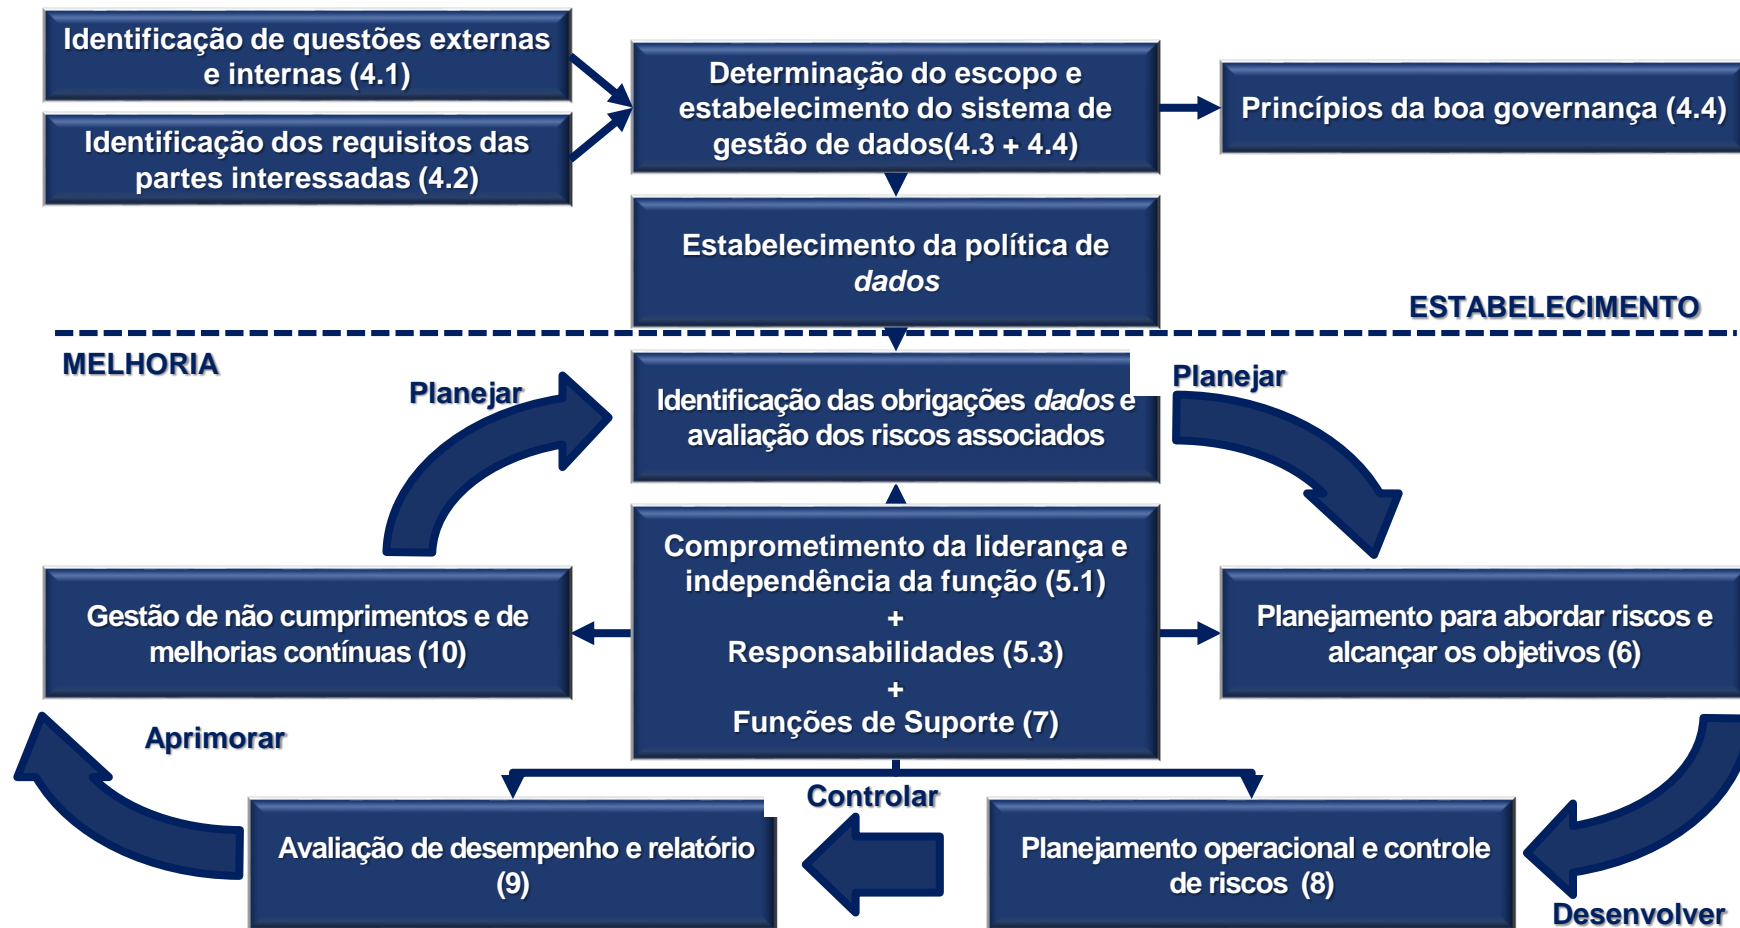 Identificação de questões externas
e internas (4.1)
Identificação dos requisitos das
partes interessadas (4.2)
Determinação do escopo e
estabelecimento do sistema de
gestão de dados(4.3 + 4.4)
Princípios da boa governança (4.4)
Estabelecimento da política de
dados
ESTABELECIMENTO
MELHORIA
Planejar
Planejar
Identificação das obrigações dados e
avaliação dos riscos associados
Comprometimento da liderança e
independência da função (5.1)
+
Responsabilidades (5.3)
+
Funções de Suporte (7)
Gestão de não cumprimentos e de
melhorias contínuas (10)
Planejamento para abordar riscos e
alcançar os objetivos (6)
Aprimorar
Controlar
Avaliação de desempenho e relatório
(9)
Planejamento operacional e controle
de riscos  (8)
Desenvolver